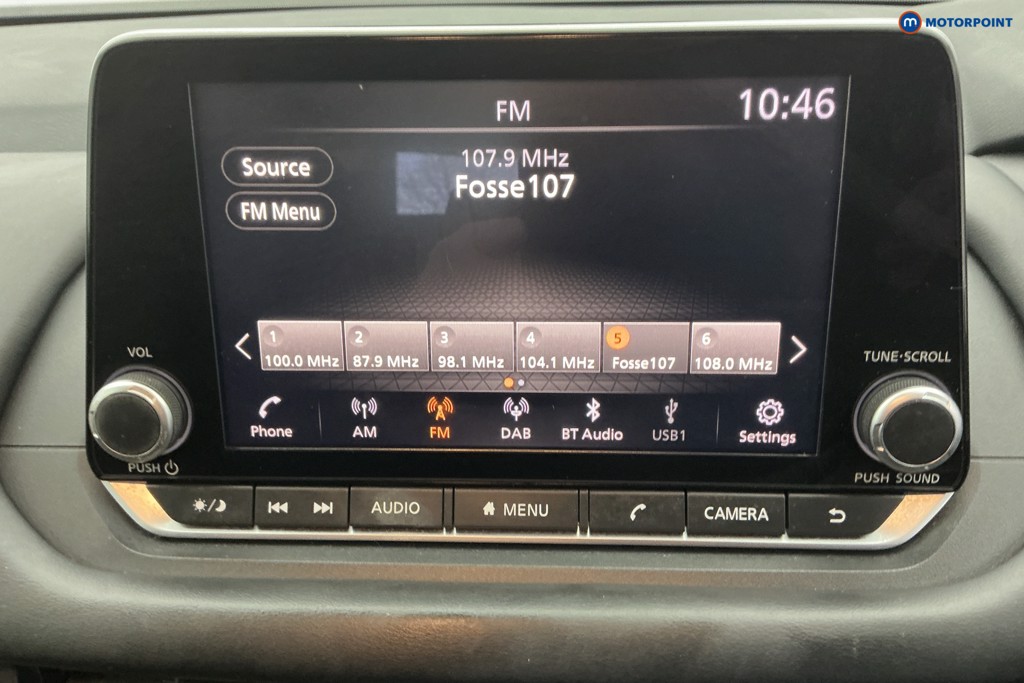 m MOTORPOINT
FM
10:46
107.9 MHz
Fosse107
Source
FM Menu
1
100.0 MHz
2
87.9 MHz
3
98.1 MHz
4
104.1 MHz
5
Fosse107
6
108.0 MHz
Phone
AM
FM
DAB
BT Audio
USB1
Settings
VOL
PUSH
TUNE·SCROLL
PUSH SOUND
AUDIO
MENU
CAMERA